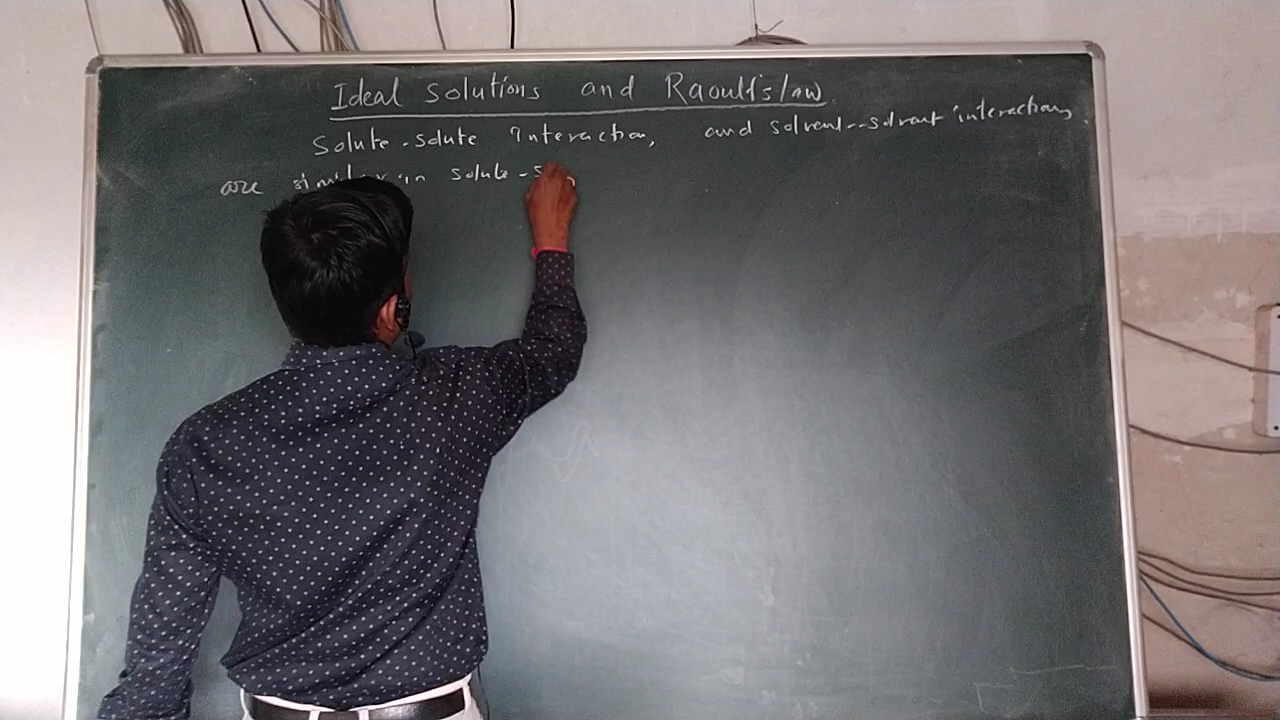 Ideal solutions and Raoult's law
Solute-solute Interaction, and solvent--solvent interactions
are similar in solute-